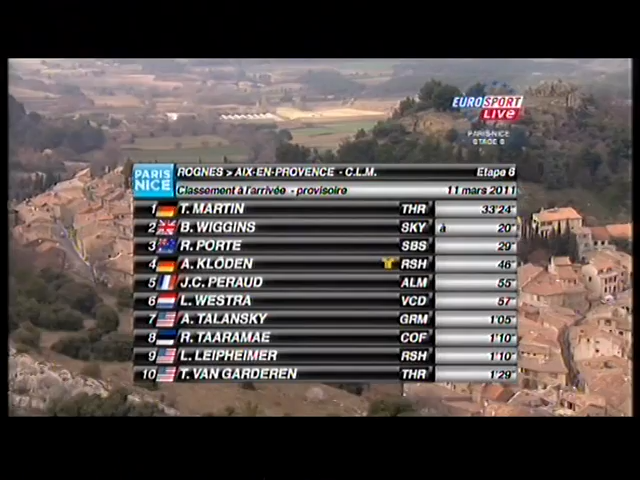 EUROSPORT
LIVE
PARIS-NICE
STAGE 6
PARIS
NICE
ROGNES > AIX-EN-PROVENCE - C.L.M. Etape 6
Classement à l'arrivée - provisoire 11 mars 2011
1 T. MARTIN THR 33'24"
2 B. WIGGINS SKY à 20"
3 R. PORTE SBS 29"
4 A. KLÖDEN RSH 46"
5 J.C. PERAUD ALM 55"
6 L. WESTRA VCD 57"
7 A. TALANSKY GRM 1'05"
8 R. TAARAMAE COF 1'10"
9 L. LEIPHEIMER RSH 1'10"
10 T. VAN GARDEREN THR 1'29"